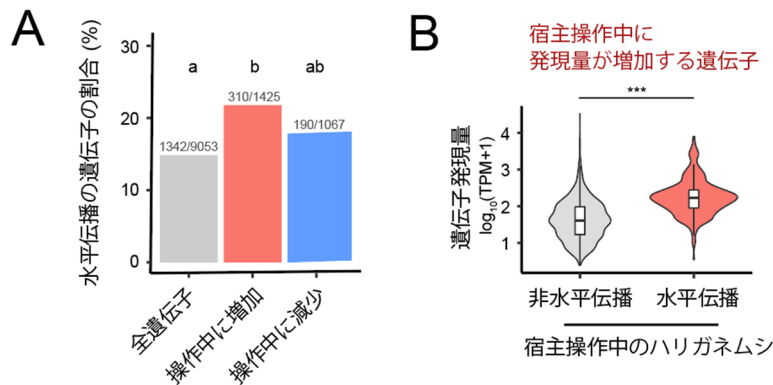 A
水平伝播の遺伝子の割合 (%)
30
20
10
0
a
b
ab
1342/9053
310/1425
190/1067
全遺伝子
操作中に増加
操作中に減少
B
宿主操作中に
発現量が増加する遺伝子
***
遺伝子発現量
log10(TPM+1)
4
3
2
1
非水平伝播
水平伝播
宿主操作中のハリガネムシ